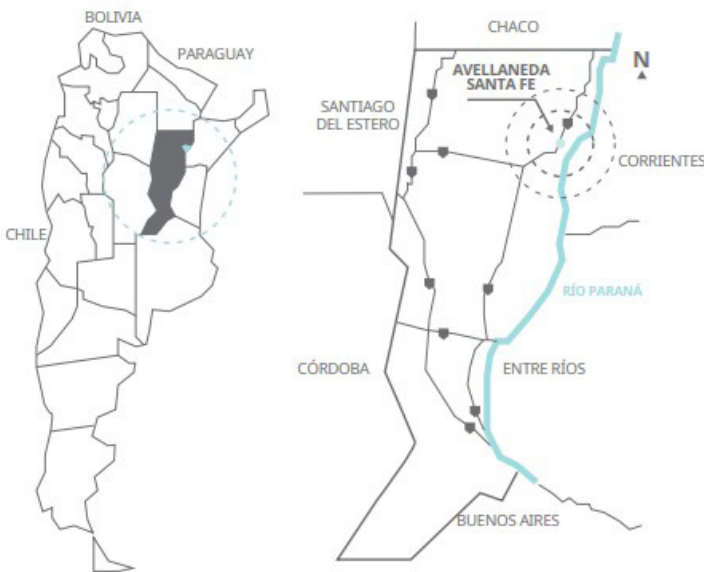 BOLIVIA
PARAGUAY
CHILE
CHACO
N
AVELLANEDA
SANTA FE
SANTIAGO
DEL ESTERO
CORRIENTES
RÍO PARANÁ
CÓRDOBA
ENTRE RÍOS
BUENOS AIRES